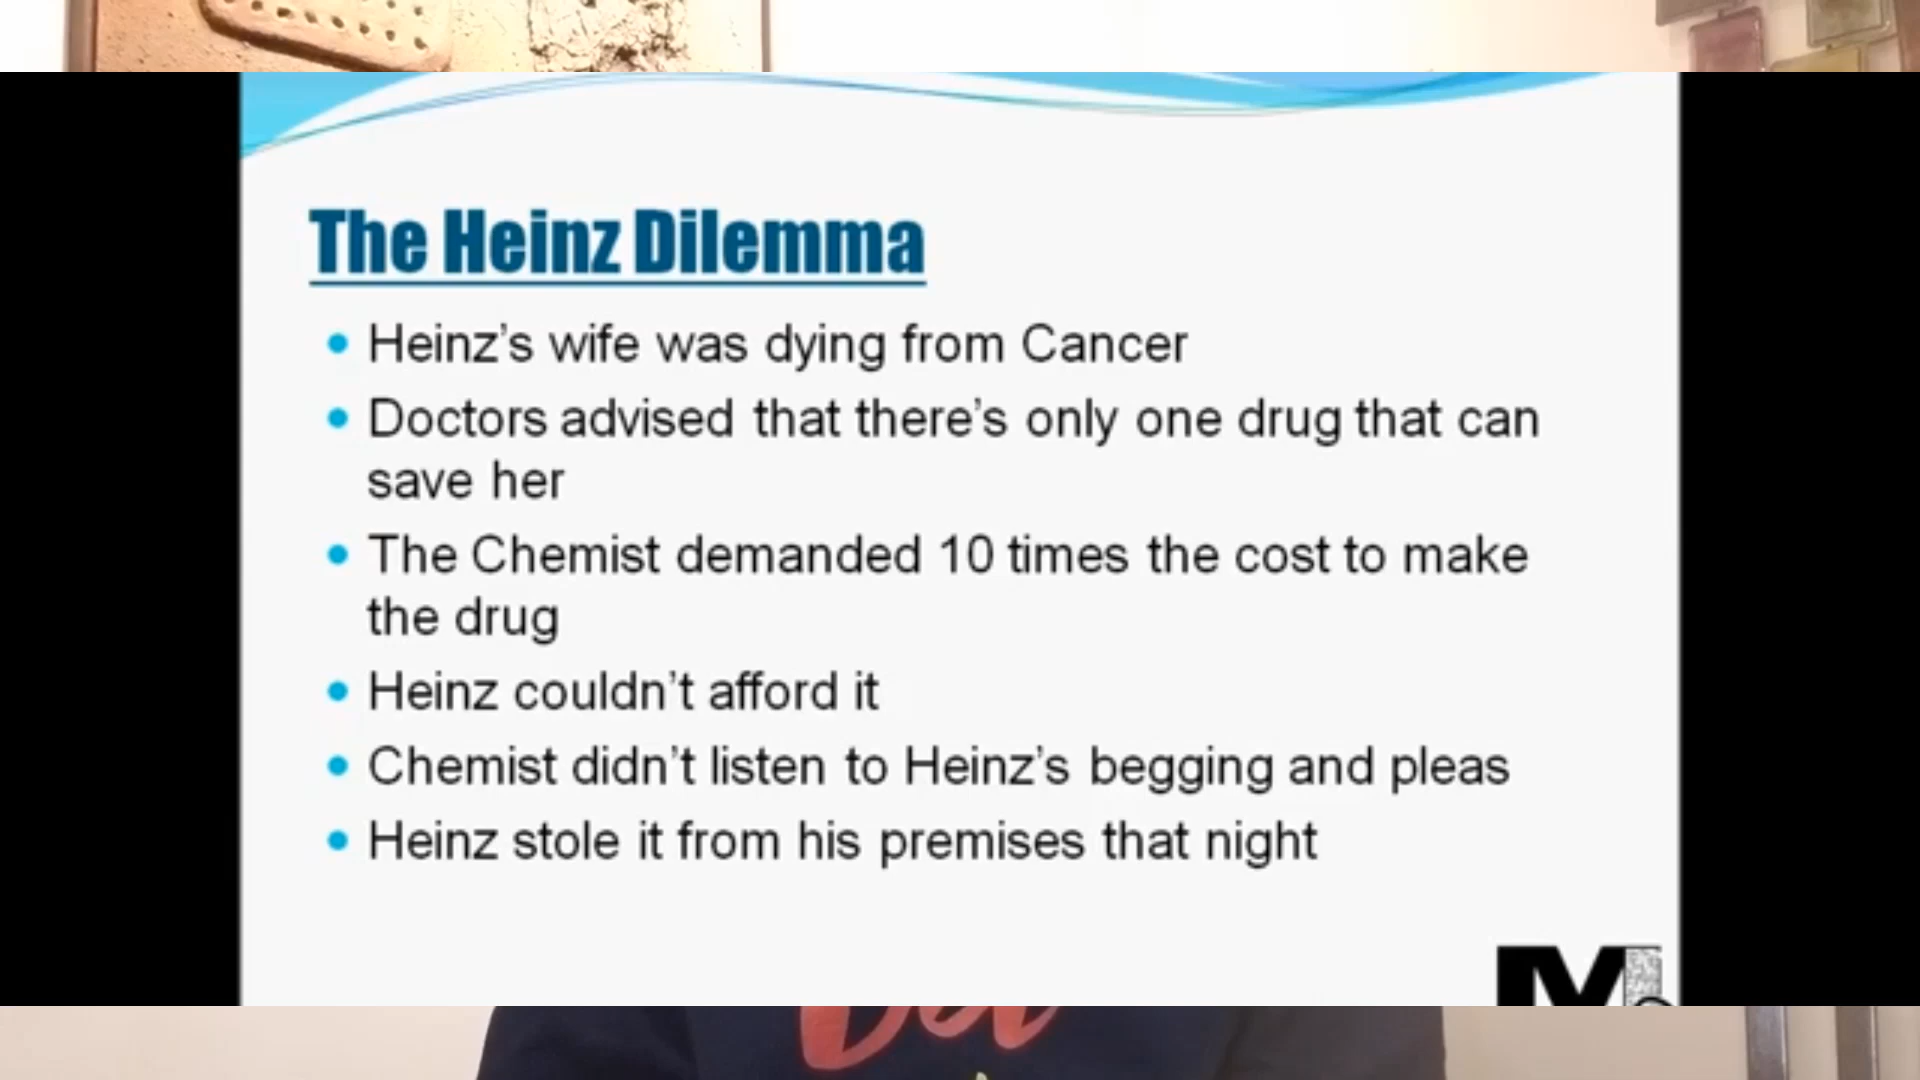 The Heinz Dilemma
• Heinz's wife was dying from Cancer
• Doctors advised that there's only one drug that can
save her
• The Chemist demanded 10 times the cost to make
the drug
• Heinz couldn't afford it
• Chemist didn't listen to Heinz's begging and pleas
• Heinz stole it from his premises that night